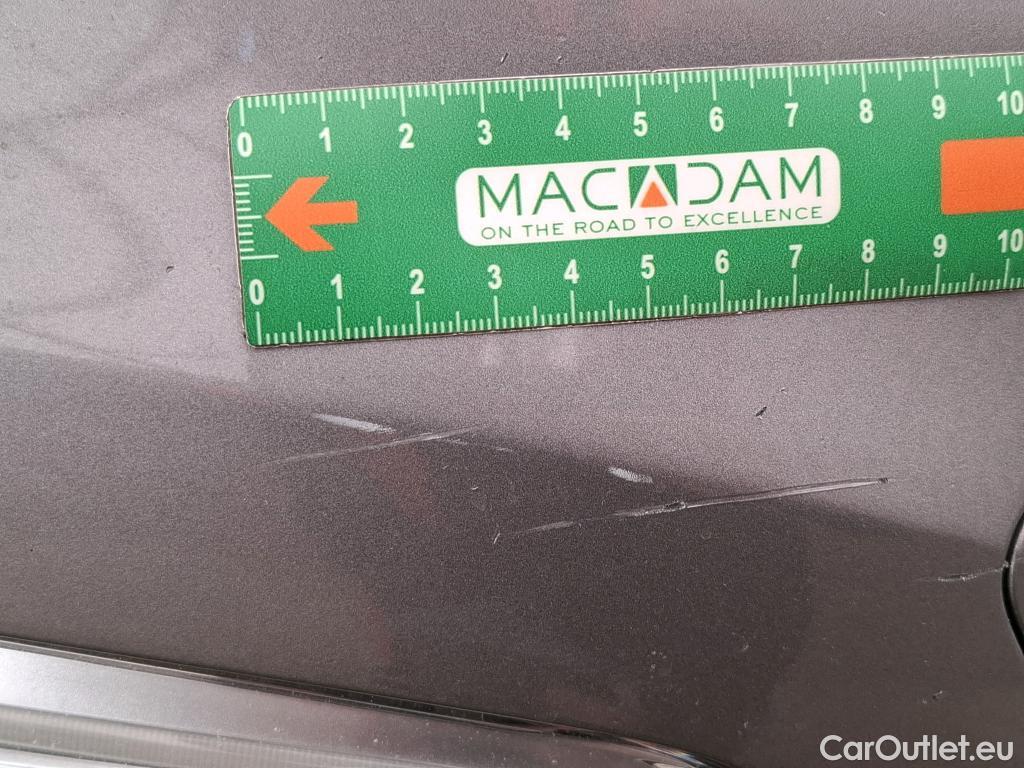 0 1 2 3 4 5 6 7 8 9 10
MACADAM
ON THE ROAD TO EXCELLENCE
0 1 2 3 4 5 6 7 8 9 10
CarOutlet.eu